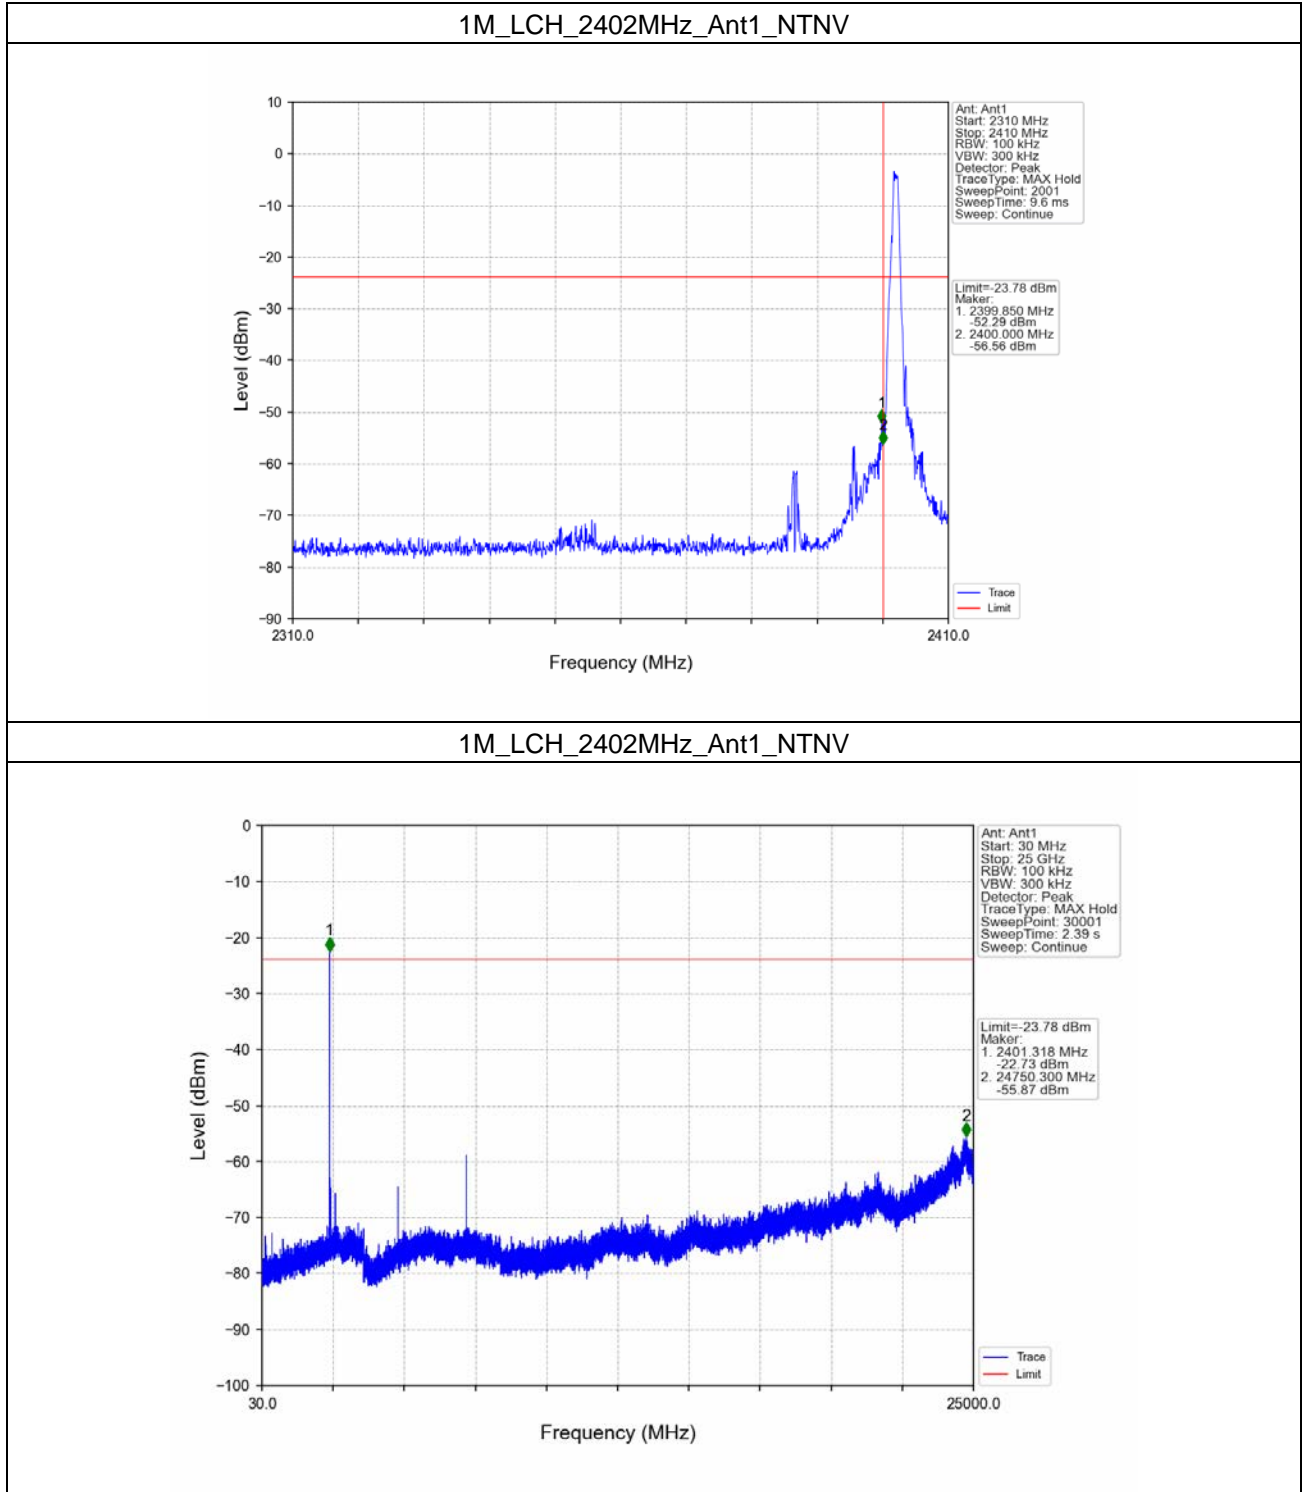 1M_LCH_2402MHz_Ant1_NTNV
10
0
−10
−20
−30
−40
−50
−60
−70
−80
−90
Level (dBm)
2310.0
2410.0
Frequency (MHz)
1
2
Ant: Ant1
Start: 2310 MHz
Stop: 2410 MHz
RBW: 100 kHz
VBW: 300 kHz
Detector: Peak
TraceType: MAX Hold
SweepPoint: 2001
SweepTime: 9.6 ms
Sweep: Continue
Limit=-23.78 dBm
Maker:
1. 2399.850 MHz
-52.29 dBm
2. 2400.000 MHz
-56.56 dBm
Trace
Limit
1M_LCH_2402MHz_Ant1_NTNV
0
−10
−20
−30
−40
−50
−60
−70
−80
−90
−100
Level (dBm)
30.0
25000.0
Frequency (MHz)
1
2
Ant: Ant1
Start: 30 MHz
Stop: 25 GHz
RBW: 100 kHz
VBW: 300 kHz
Detector: Peak
TraceType: MAX Hold
SweepPoint: 30001
SweepTime: 2.39 s
Sweep: Continue
Limit=-23.78 dBm
Maker:
1. 2401.318 MHz
-22.73 dBm
2. 24750.300 MHz
-55.87 dBm
Trace
Limit